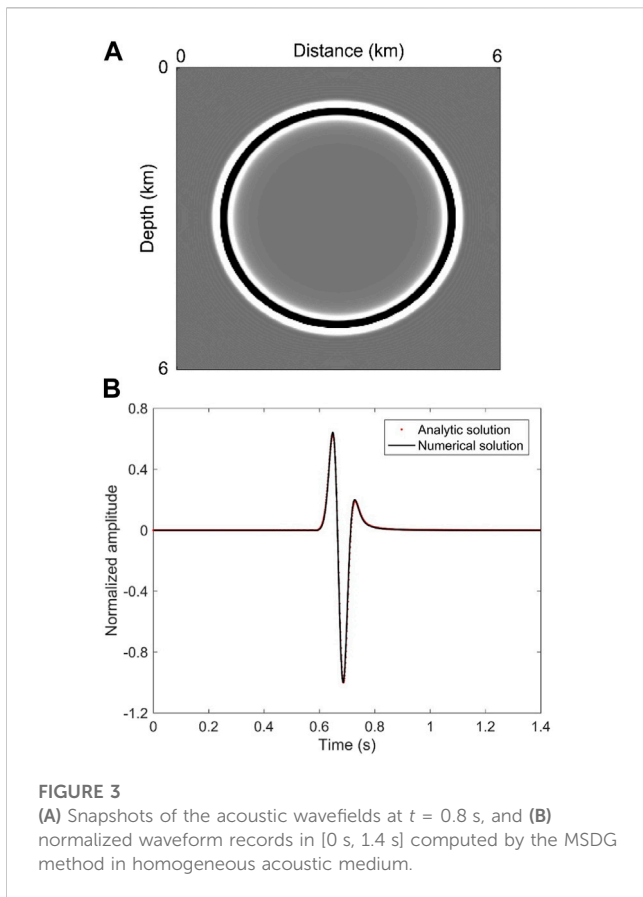 A
0 Distance (km) 6
0
Depth (km)
6
B
0.8
0.4
0
-0.4
-0.8
-1.2
Normalized amplitude
Analytic solution
Numerical solution
0 0.2 0.4 0.6 0.8 1 1.2 1.4
Time (s)
FIGURE 3
(A) Snapshots of the acoustic wavefields at t = 0.8 s, and (B)
normalized waveform records in [0 s, 1.4 s] computed by the MSDG
method in homogeneous acoustic medium.